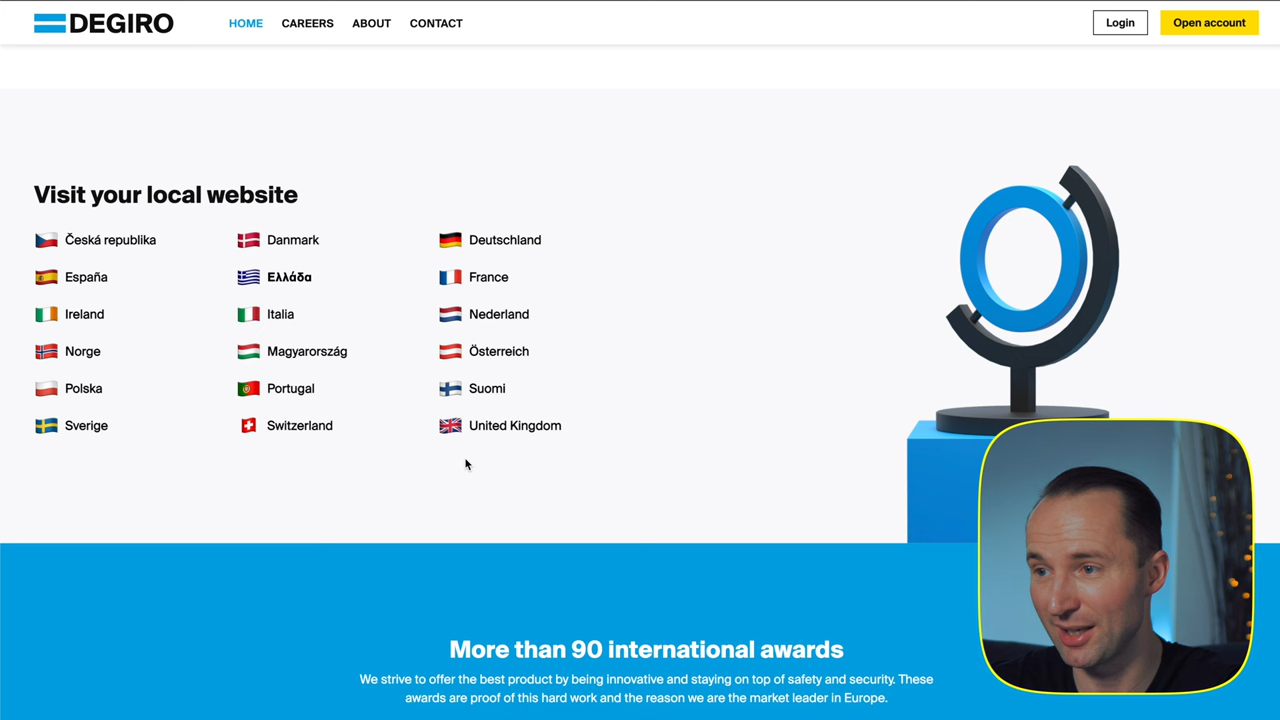 DEGIRO HOME CAREERS ABOUT CONTACT Login Open account
Visit your local website
Česká republika Danmark Deutschland
España Ελλάδα France
Ireland Italia Nederland
Norge Magyarország Österreich
Polska Portugal Suomi
Sverige Switzerland United Kingdom
More than 90 international awards
We strive to offer the best product by being innovative and staying on top of safety and security. These
awards are proof of this hard work and the reason we are the market leader in Europe.